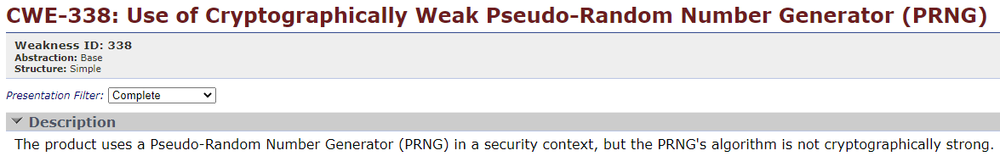 CWE-338: Use of Cryptographically Weak Pseudo-Random Number Generator (PRNG)
Weakness ID: 338
Abstraction: Base
Structure: Simple
Presentation Filter: Complete
Description
The product uses a Pseudo-Random Number Generator (PRNG) in a security context, but the PRNG's algorithm is not cryptographically strong.